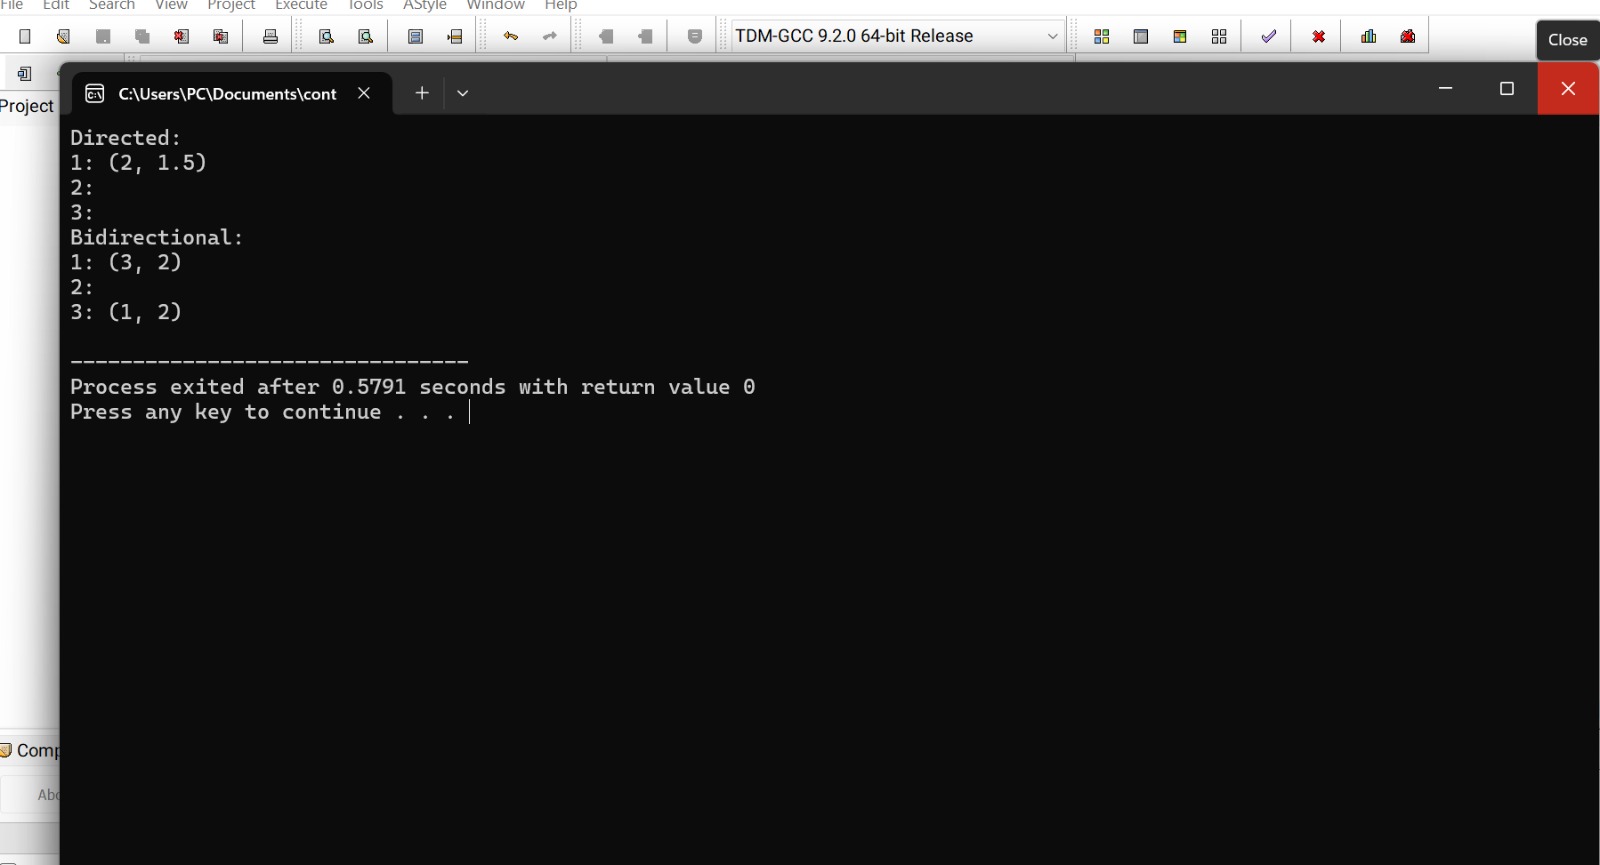 File Edit Search View Project Execute Tools AStyle Window Help
TDM-GCC 9.2.0 64-bit Release
Close
Project
C:\Users\PC\Documents\cont
Directed:
1: (2, 1.5)
2:
3:
Bidirectional:
1: (3, 2)
2:
3: (1, 2)
--------------------------------
Process exited after 0.5791 seconds with return value 0
Press any key to continue . . .
Comp
Abo